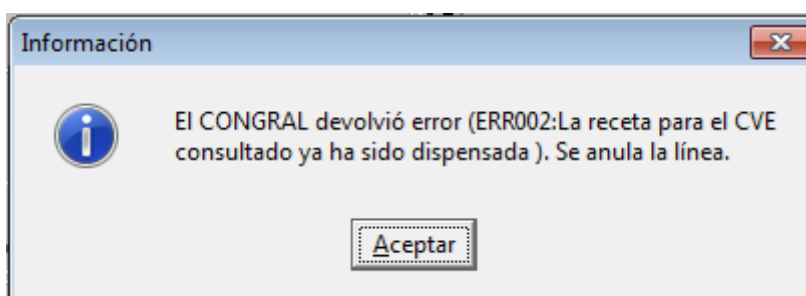 Información
El CONGRAL devolvió error (ERR002:La receta para el CVE
consultado ya ha sido dispensada ). Se anula la línea.
Aceptar